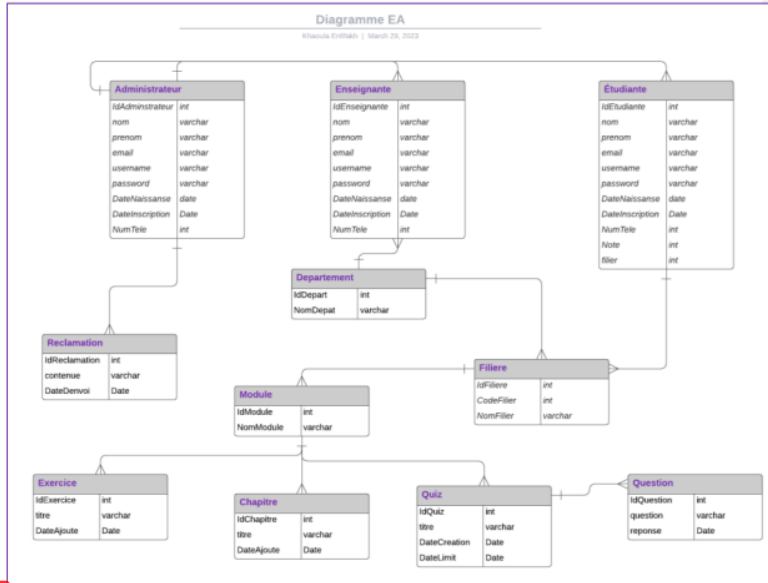 Diagramme EA
Khaoula Enttakh | March 29, 2023
Administrateur
IdAdminstrateur int
nom varchar
prenom varchar
email varchar
username varchar
password varchar
DateNaissanse date
DateInscription Date
NumTele int
Enseignante
IdEnseignante int
nom varchar
prenom varchar
email varchar
username varchar
password varchar
DateNaissanse date
DateInscription Date
NumTele int
Étudiante
IdEtudiante int
nom varchar
prenom varchar
email varchar
username varchar
password varchar
DateNaissanse date
DateInscription Date
NumTele int
Note int
filier int
Departement
IdDepart int
NomDepat varchar
Reclamation
IdReclamation int
contenue varchar
DateDenvoi Date
Filiere
IdFiliere int
CodeFilier int
NomFilier varchar
Module
IdModule int
NomModule varchar
Exercice
IdExercice int
titre varchar
DateAjoute Date
Chapitre
IdChapitre int
titre varchar
DateAjoute Date
Quiz
IdQuiz int
titre varchar
DateCreation Date
DateLimit Date
Question
IdQuestion int
question varchar
reponse Date